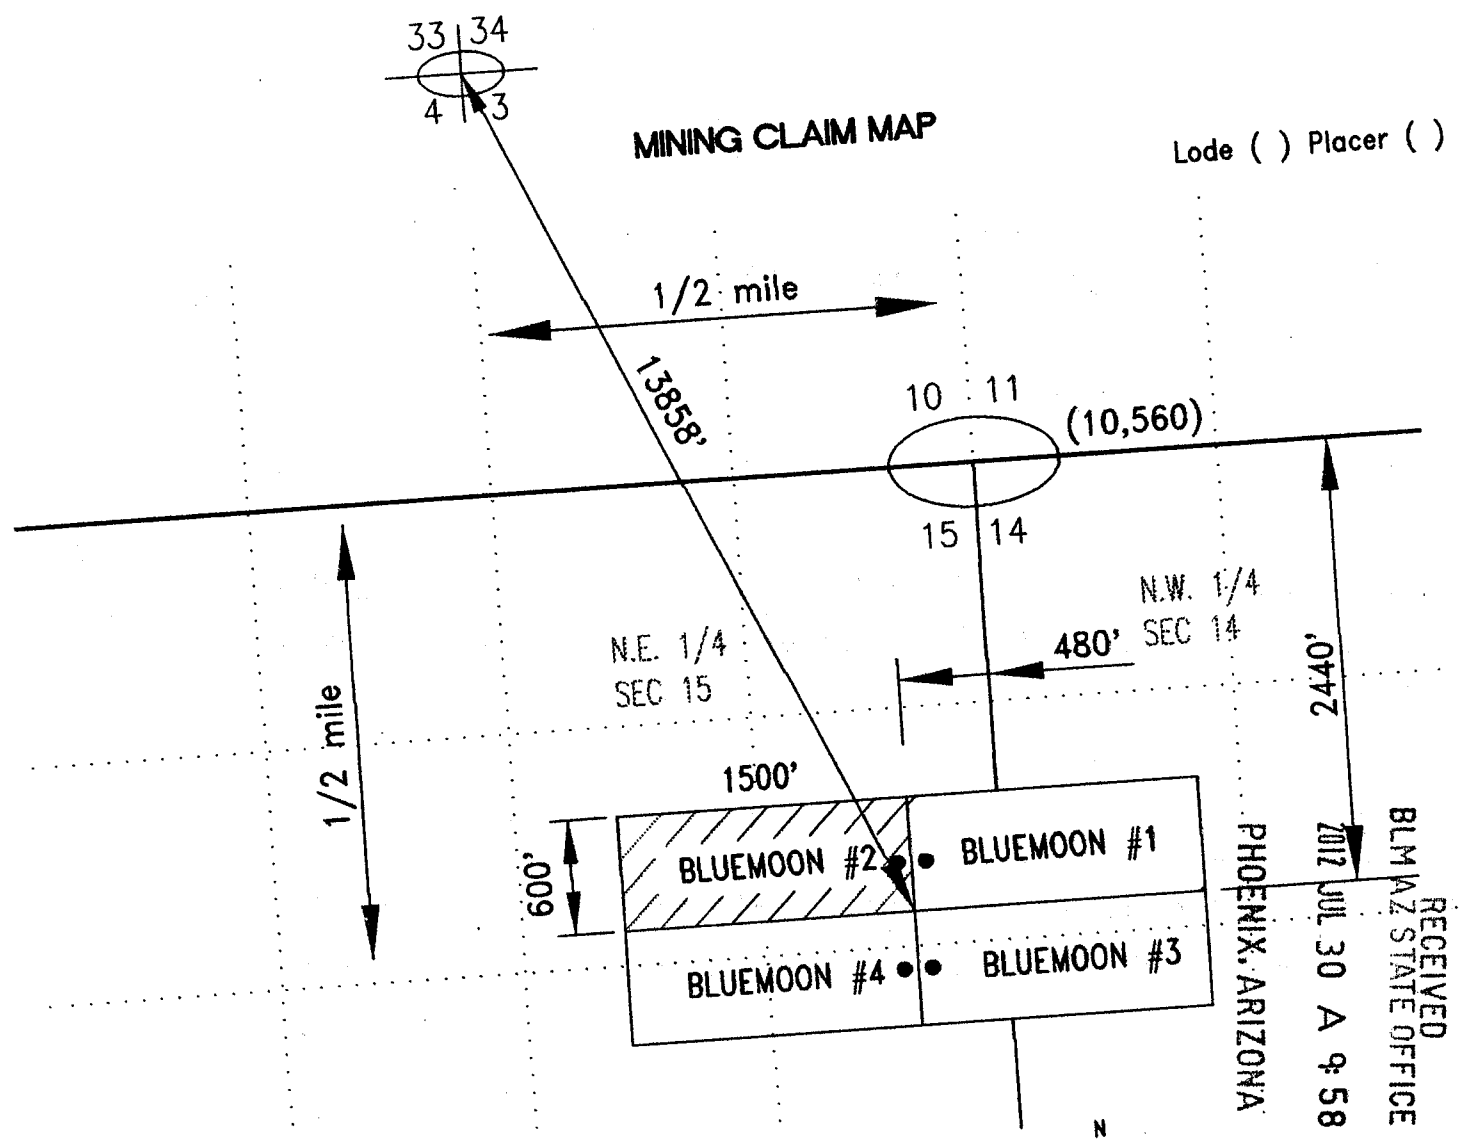 33 34
4 3
MINING CLAIM MAP
Lode ( ) Placer ( )
1/2 mile
13858'
10 11
(10,560)
15 14
N.W. 1/4
SEC 14
480'
N.E. 1/4
SEC 15
2440'
1/2 mile
1500'
600'
BLUEMOON #2
BLUEMOON #1
BLUEMOON #4
BLUEMOON #3
RECEIVED
BLM AZ STATE OFFICE
2012 JUL 30 A 9:58
PHOENIX, ARIZONA
N